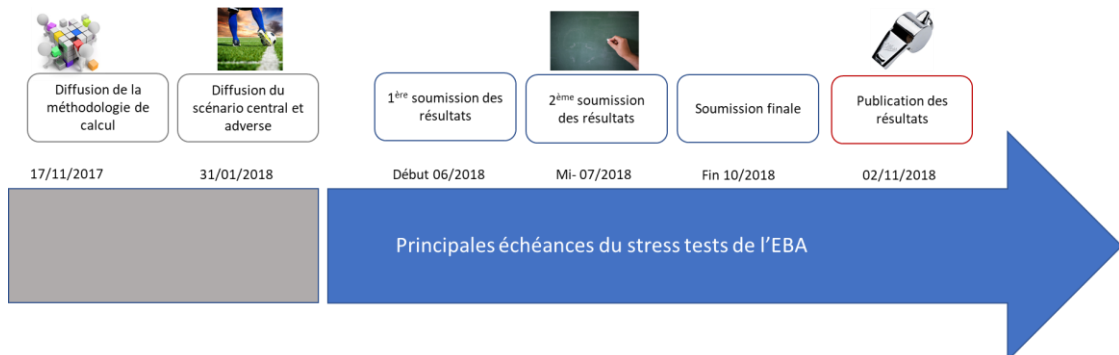 Diffusion de la
méthodologie de
calcul
Diffusion du
scénario central et
adverse
1ère soumission des
résultats
2ème soumission
des résultats
Soumission finale
Publication des
résultats
17/11/2017
31/01/2018
Début 06/2018
Mi- 07/2018
Fin 10/2018
02/11/2018
Principales échéances du stress tests de l'EBA